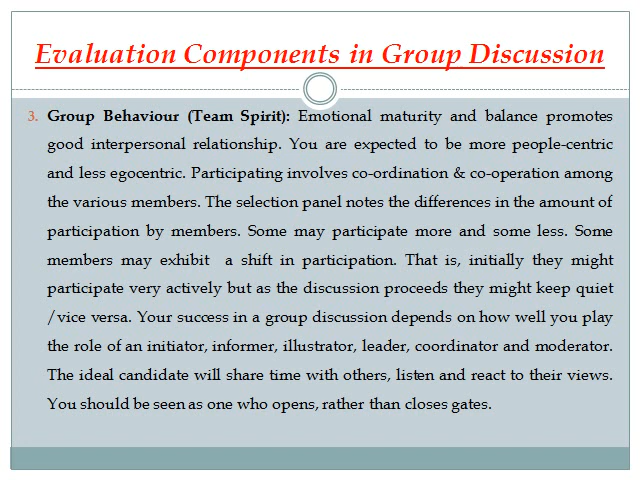 Evaluation Components in Group Discussion
3. Group Behaviour (Team Spirit): Emotional maturity and balance promotes
good interpersonal relationship. You are expected to be more people-centric
and less egocentric. Participating involves co-ordination & co-operation among
the various members. The selection panel notes the differences in the amount of
participation by members. Some may participate more and some less. Some
members may exhibit a shift in participation. That is, initially they might
participate very actively but as the discussion proceeds they might keep quiet
/vice versa. Your success in a group discussion depends on how well you play
the role of an initiator, informer, illustrator, leader, coordinator and moderator.
The ideal candidate will share time with others, listen and react to their views.
You should be seen as one who opens, rather than closes gates.